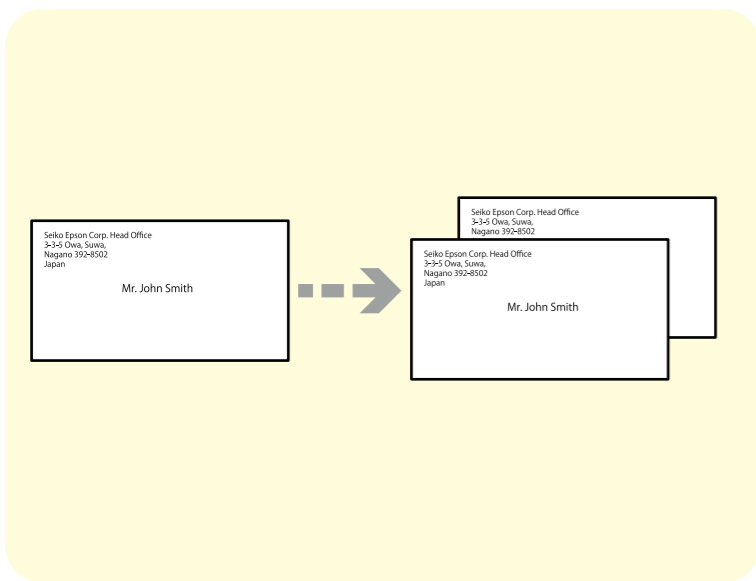 Seiko Epson Corp. Head Office
3-3-5 Owa, Suwa,
Nagano 392-8502
Japan
Mr. John Smith
Seiko Epson Corp. Head Office
3-3-5 Owa, Suwa,
Nagano 392-8502
Seiko Epson Corp. Head Office
3-3-5 Owa, Suwa,
Nagano 392-8502
Japan
Mr. John Smith